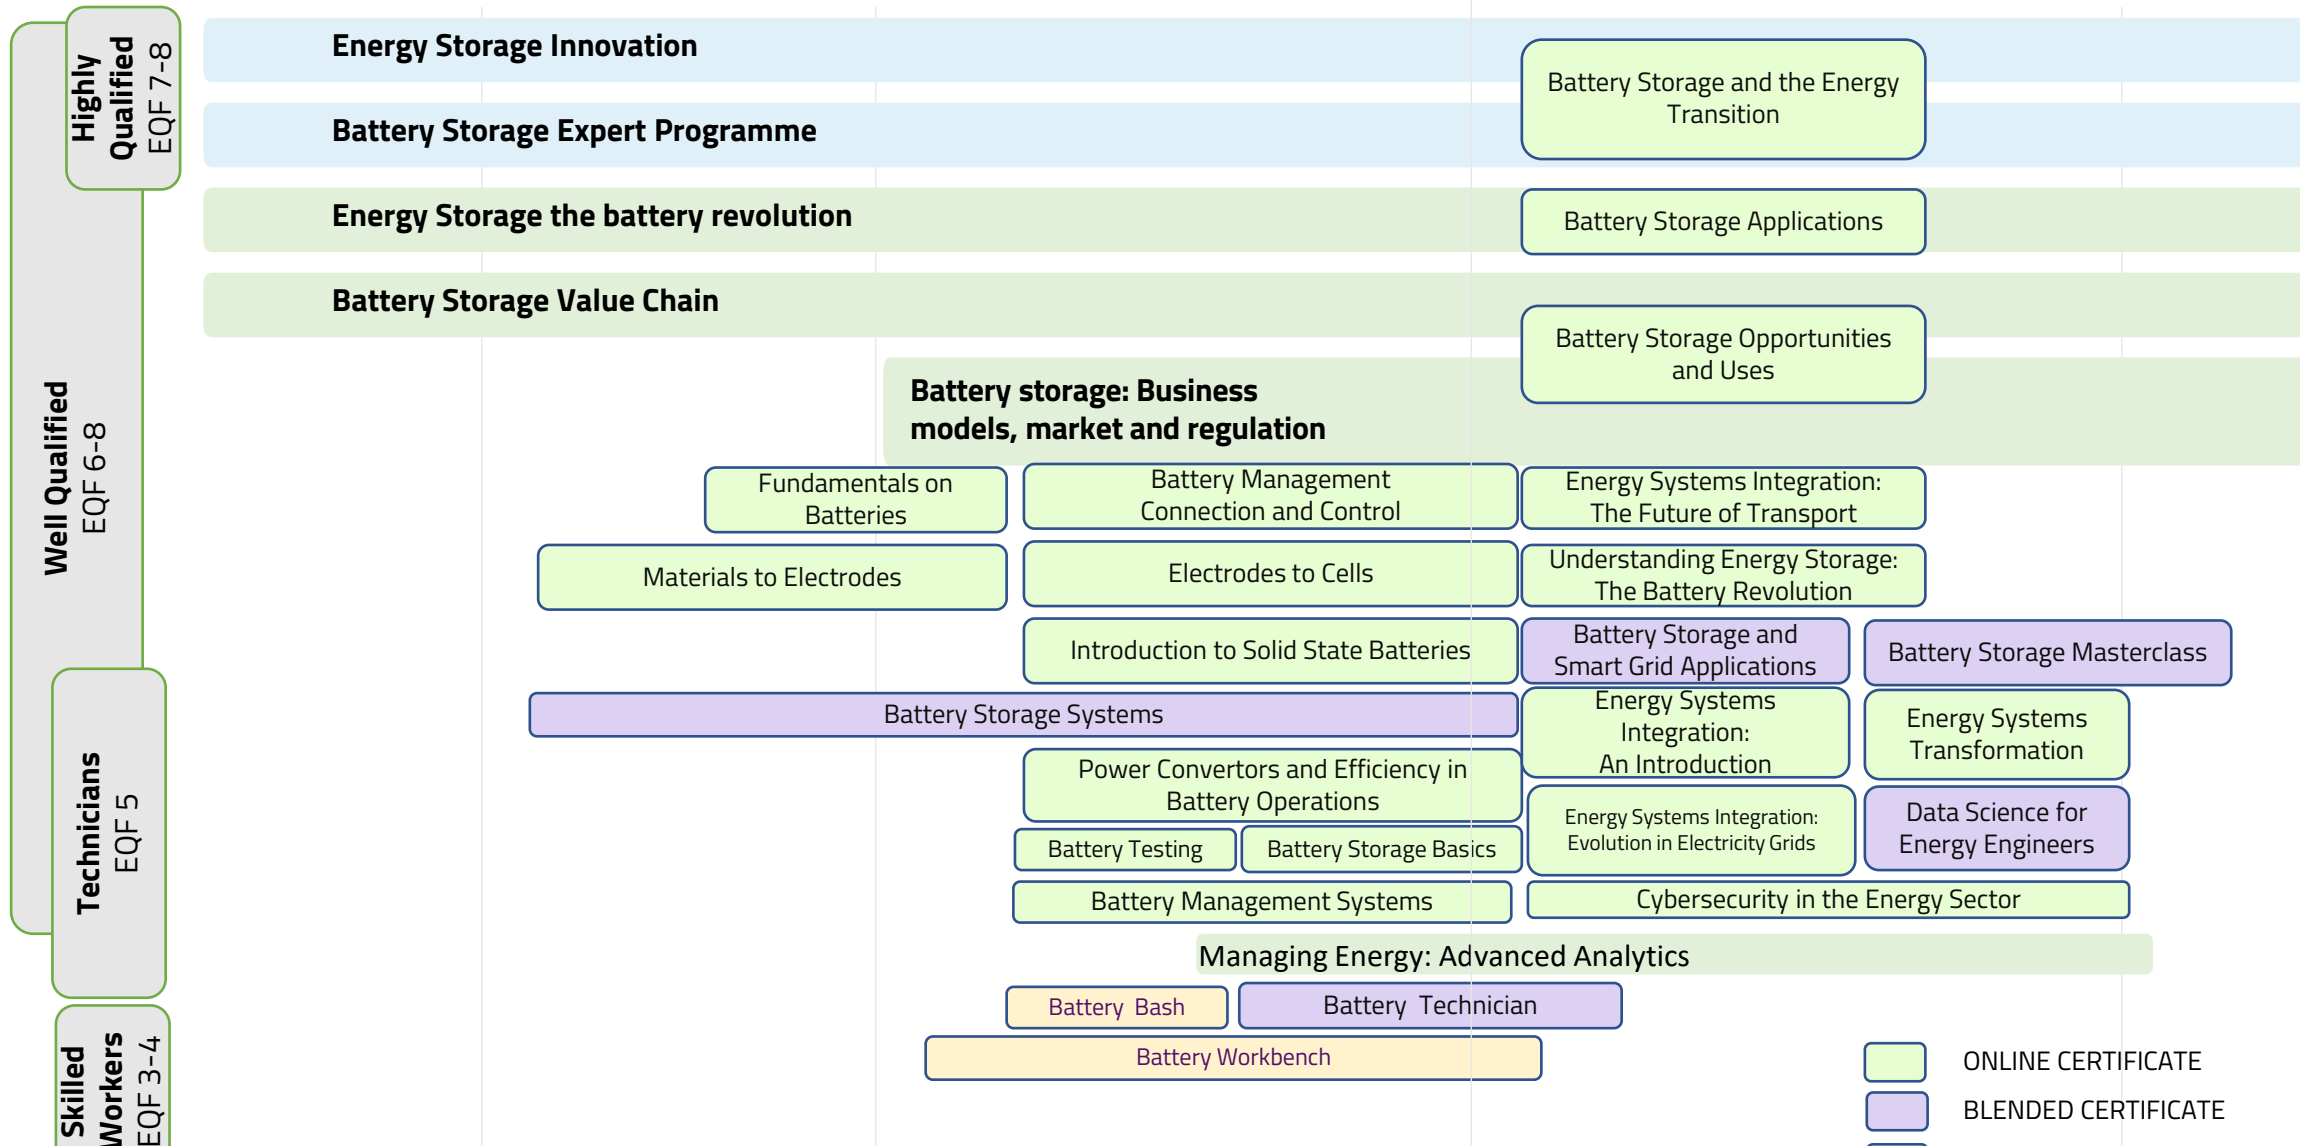 Highly
Qualified
EQF 7-8
Well Qualified
EQF 6-8
Technicians
EQF 5
Skilled
Workers
EQF 3-4
Energy Storage Innovation
Battery Storage Expert Programme
Energy Storage the battery revolution
Battery Storage Value Chain
Battery storage: Business
models, market and regulation
Battery Storage and the Energy
Transition
Battery Storage Applications
Battery Storage Opportunities
and Uses
Fundamentals on
Batteries
Battery Management
Connection and Control
Energy Systems Integration:
The Future of Transport
Materials to Electrodes
Electrodes to Cells
Understanding Energy Storage:
The Battery Revolution
Introduction to Solid State Batteries
Battery Storage and
Smart Grid Applications
Battery Storage Masterclass
Battery Storage Systems
Energy Systems
Integration:
An Introduction
Energy Systems
Transformation
Power Convertors and Efficiency in
Battery Operations
Energy Systems Integration:
Evolution in Electricity Grids
Data Science for
Energy Engineers
Battery Testing
Battery Storage Basics
Battery Management Systems
Cybersecurity in the Energy Sector
Managing Energy: Advanced Analytics
Battery Bash
Battery Technician
Battery Workbench
ONLINE CERTIFICATE
BLENDED CERTIFICATE